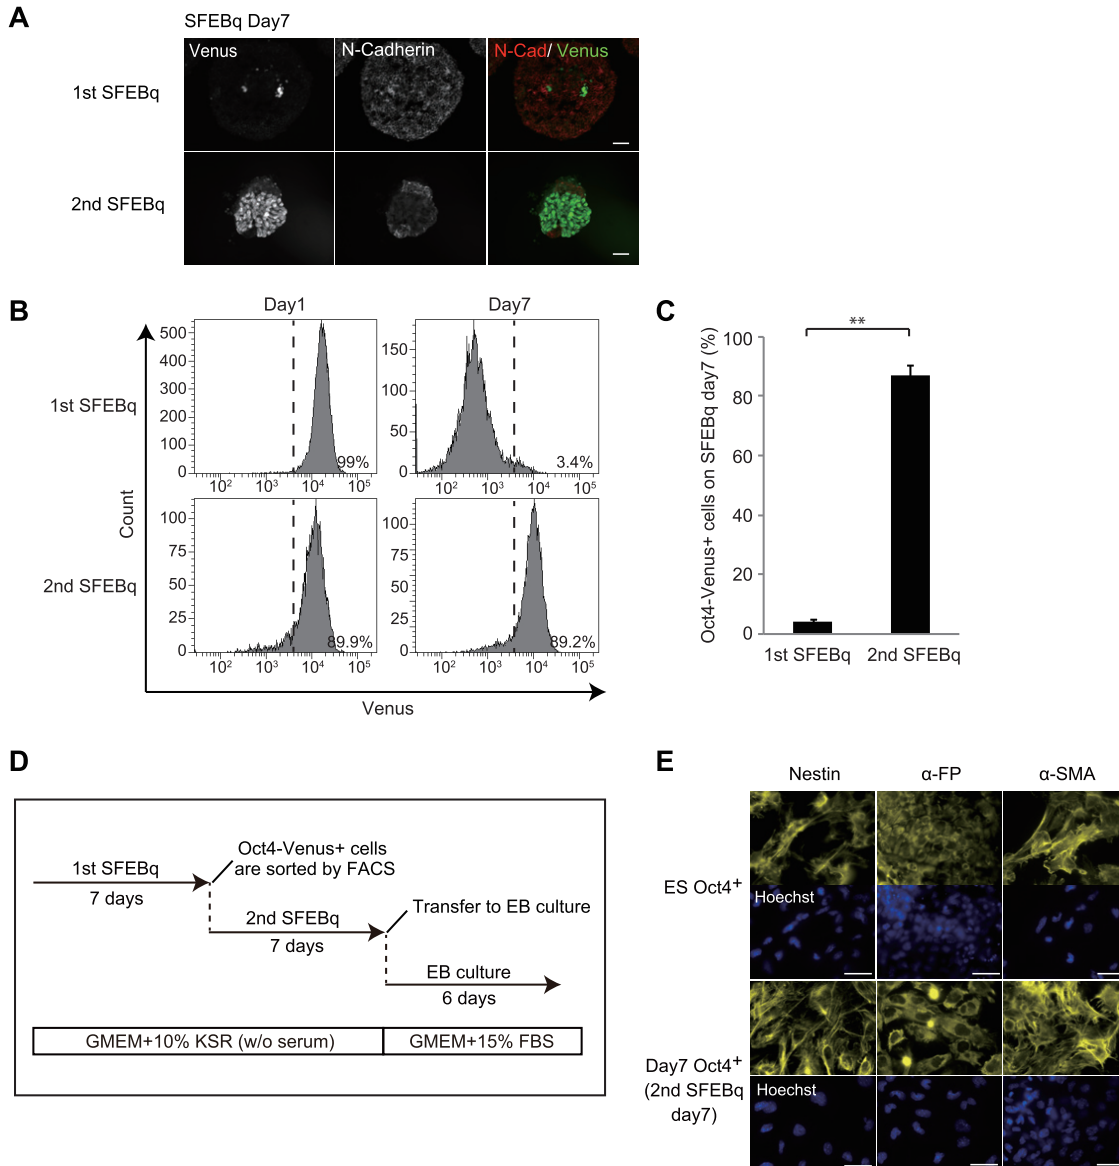 A
SFEBq Day7
Venus
N-Cadherin
N-Cad/ Venus
1st SFEBq
2nd SFEBq
B
Day1
Day7
1st SFEBq
500
400
300
200
100
0
99%
10² 10³ 10⁴ 10⁵
150
100
50
0
3.4%
10² 10³ 10⁴ 10⁵
2nd SFEBq
100
75
50
25
0
89.9%
10² 10³ 10⁴ 10⁵
100
75
50
25
0
89.2%
10² 10³ 10⁴ 10⁵
Count
Venus
C
**
Oct4-Venus+ cells on SFEBq day7 (%)
100
80
60
40
20
0
1st SFEBq
2nd SFEBq
D
1st SFEBq
7 days
Oct4-Venus+ cells
are sorted by FACS
2nd SFEBq
7 days
Transfer to EB culture
EB culture
6 days
GMEM+10% KSR (w/o serum)
GMEM+15% FBS
E
Nestin
α-FP
α-SMA
ES Oct4⁺
Hoechst
Day7 Oct4⁺
(2nd SFEBq
day7)
Hoechst